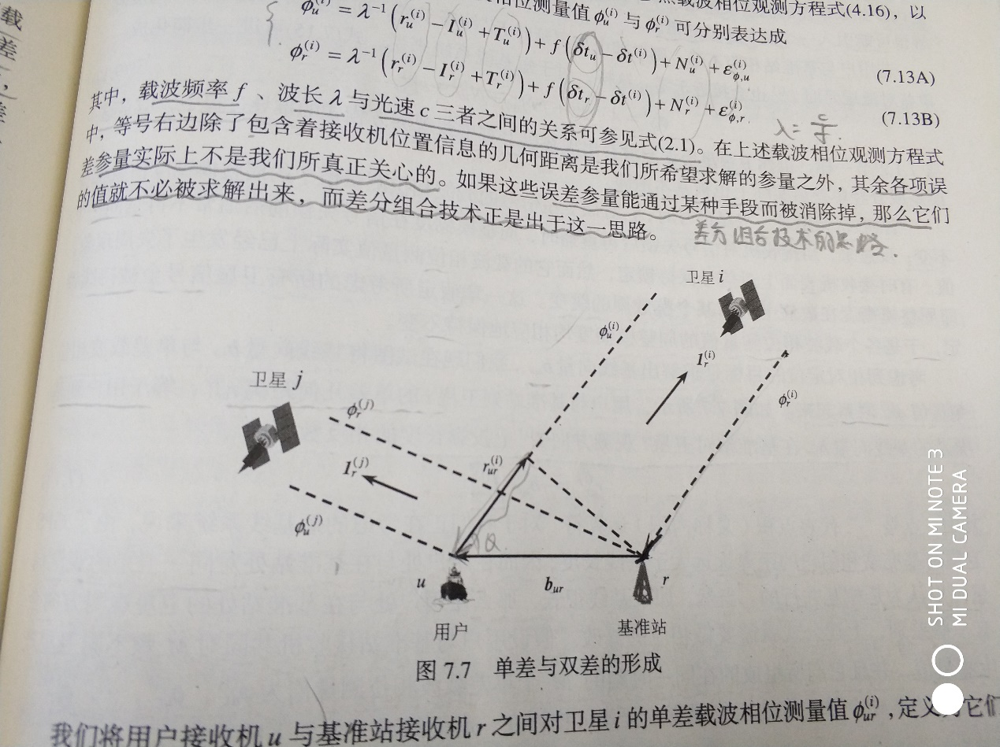 载
差
相位测量值 $\phi_u^{(i)}$ 与 $\phi_r^{(i)}$ 可分别表达成
载波相位观测方程式(4.16)，以
$\phi_u^{(i)} = \lambda^{-1}\left(r_u^{(i)} - I_u^{(i)} + T_u^{(i)}\right) + f\left(\delta t_u - \delta t^{(i)}\right) + N_u^{(i)} + \varepsilon_{\phi,u}^{(i)}$ (7.13A)
$\phi_r^{(i)} = \lambda^{-1}\left(r_r^{(i)} - I_r^{(i)} + T_r^{(i)}\right) + f\left(\delta t_r - \delta t^{(i)}\right) + N_r^{(i)} + \varepsilon_{\phi,r}^{(i)}$ (7.13B)
其中，载波频率 f 、波长 λ 与光速 c 三者之间的关系可参见式(2.1)。在上述载波相位观测方程式
λ = c/f
中，等号右边除了包含着接收机位置信息的几何距离是我们所希望求解的参量之外，其余各项误
差参量实际上不是我们所真正关心的。如果这些误差参量能通过某种手段而被消除掉，那么它们
的值就不必被求解出来，而差分组合技术正是出于这一思路。
差分组合技术的思路.
卫星 i
$\phi_u^{(i)}$
$1_r^{(i)}$
$\phi_r^{(i)}$
卫星 j
$\phi_r^{(j)}$
$1_r^{(j)}$
$r_{ur}^{(i)}$
$\phi_u^{(j)}$
u
$b_{ur}$
r
用户
基准站
图 7.7 单差与双差的形成
我们将用户接收机 u 与基准站接收机 r 之间对卫星 i 的单差载波相位测量值 $\phi_{ur}^{(i)}$ ,定义为它们
SHOT ON MI NOTE 3
MI DUAL CAMERA